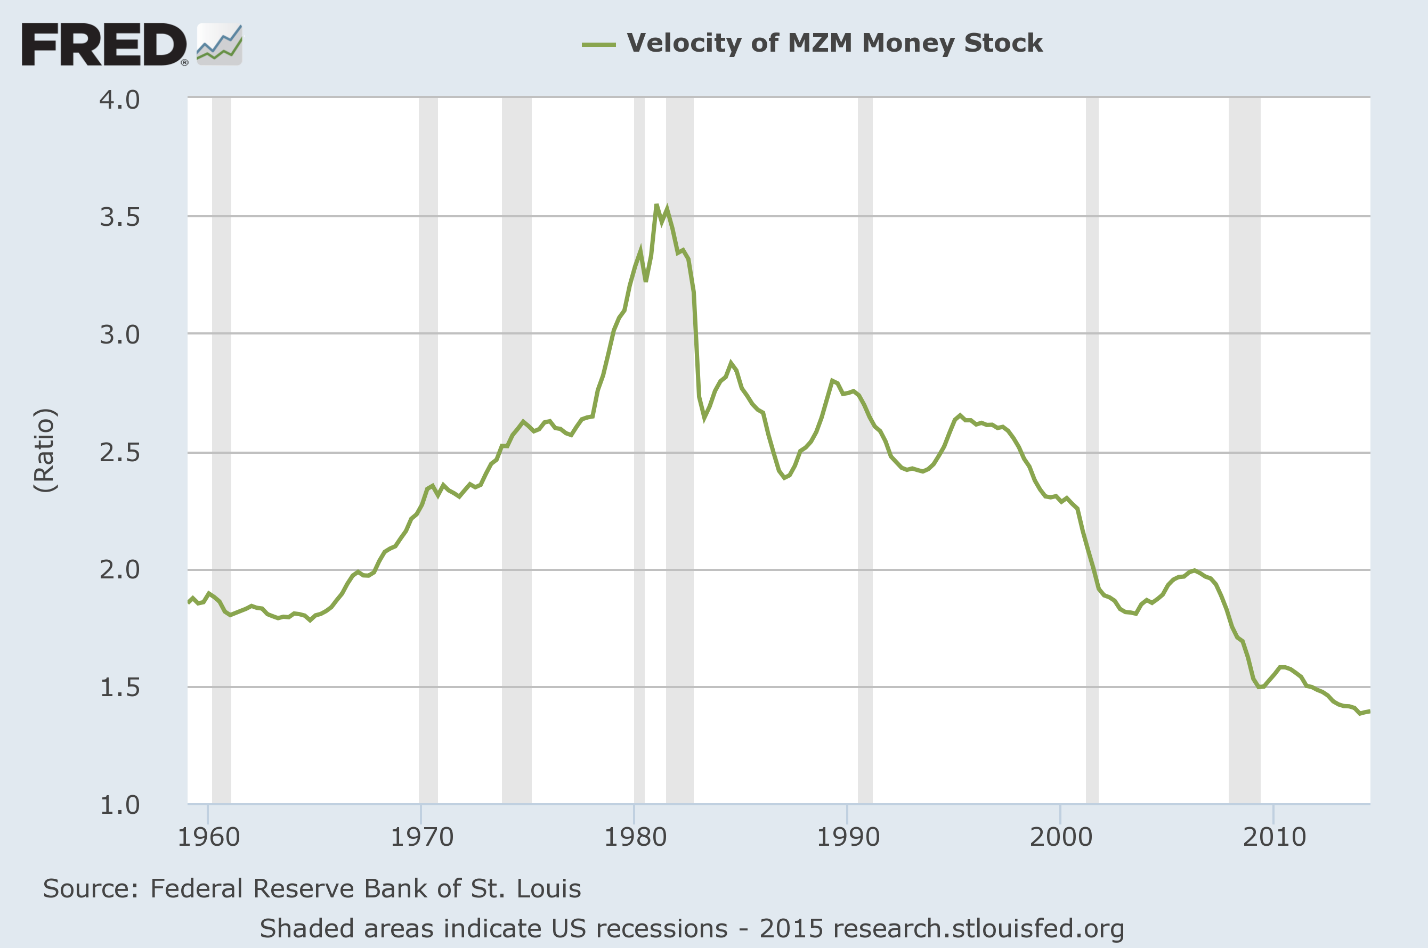 FRED®
Velocity of MZM Money Stock
4.0
3.5
3.0
2.5
2.0
1.5
1.0
(Ratio)
1960 1970 1980 1990 2000 2010
Source: Federal Reserve Bank of St. Louis
Shaded areas indicate US recessions - 2015 research.stlouisfed.org